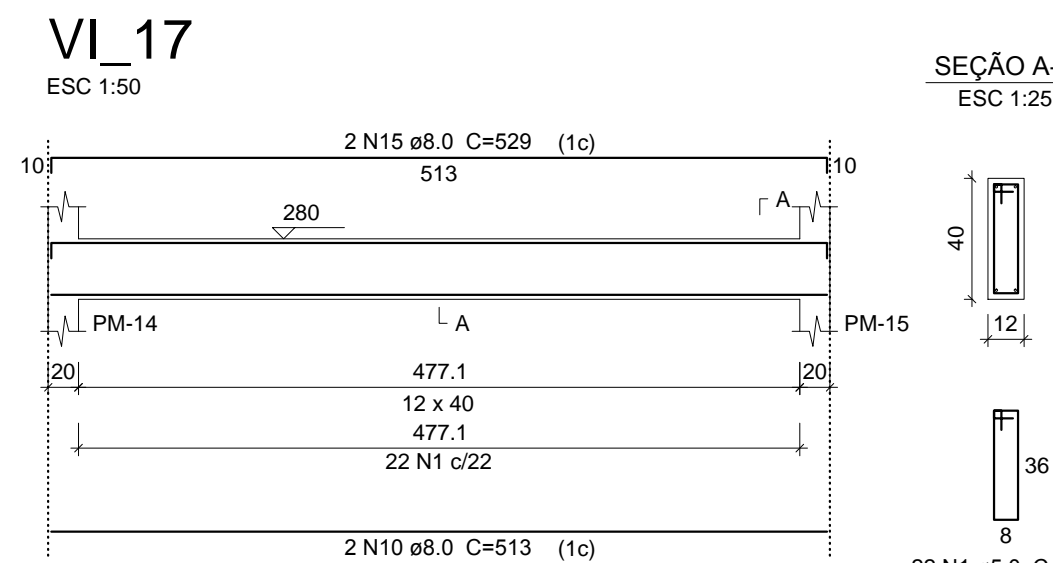 VI_17
ESC 1:50
SEÇÃO A-
ESC 1:25
2 N15 ø8.0 C=529 (1c)
10
10
513
A
280
40
PM-14
A
PM-15
12
20
477.1
20
12 x 40
477.1
22 N1 c/22
36
8
2 N10 ø8.0 C=513 (1c)